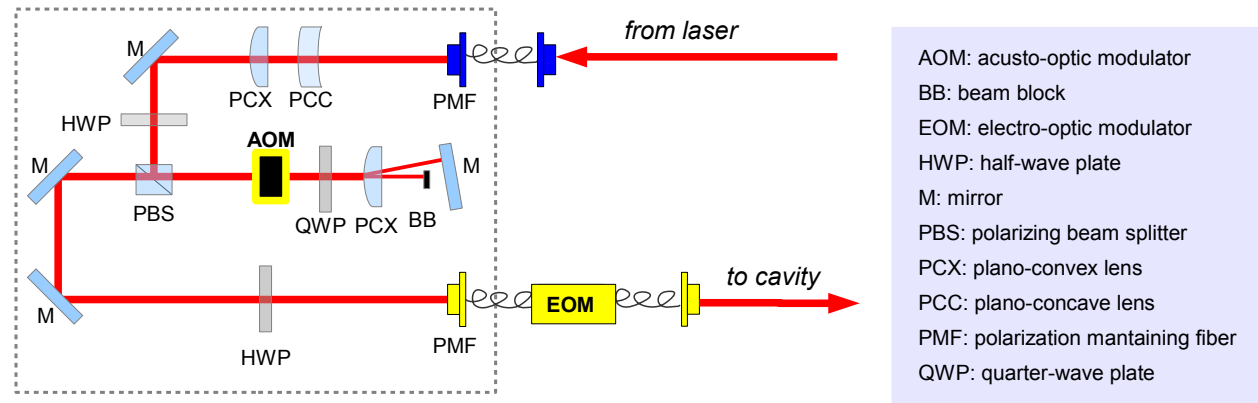 from laser
M
PCX
PCC
PMF
HWP
AOM
M
M
PBS
QWP
PCX
BB
to cavity
EOM
M
HWP
PMF
AOM: acusto-optic modulator
BB: beam block
EOM: electro-optic modulator
HWP: half-wave plate
M: mirror
PBS: polarizing beam splitter
PCX: plano-convex lens
PCC: plano-concave lens
PMF: polarization mantaining fiber
QWP: quarter-wave plate